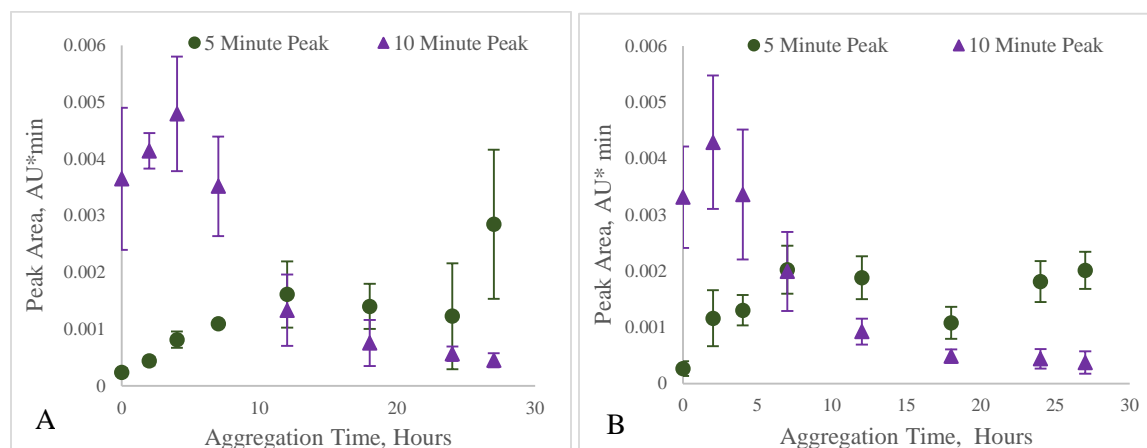 5 Minute Peak 10 Minute Peak
0.006
0.005
0.004
0.003
0.002
0.001
0
Peak Area, AU*min
0 10 20 30
Aggregation Time, Hours
A
5 Minute Peak 10 Minute Peak
0.006
0.005
0.004
0.003
0.002
0.001
0
Peak Area, AU* min
0 5 10 15 20 25 30
Aggregation Time, Hours
B